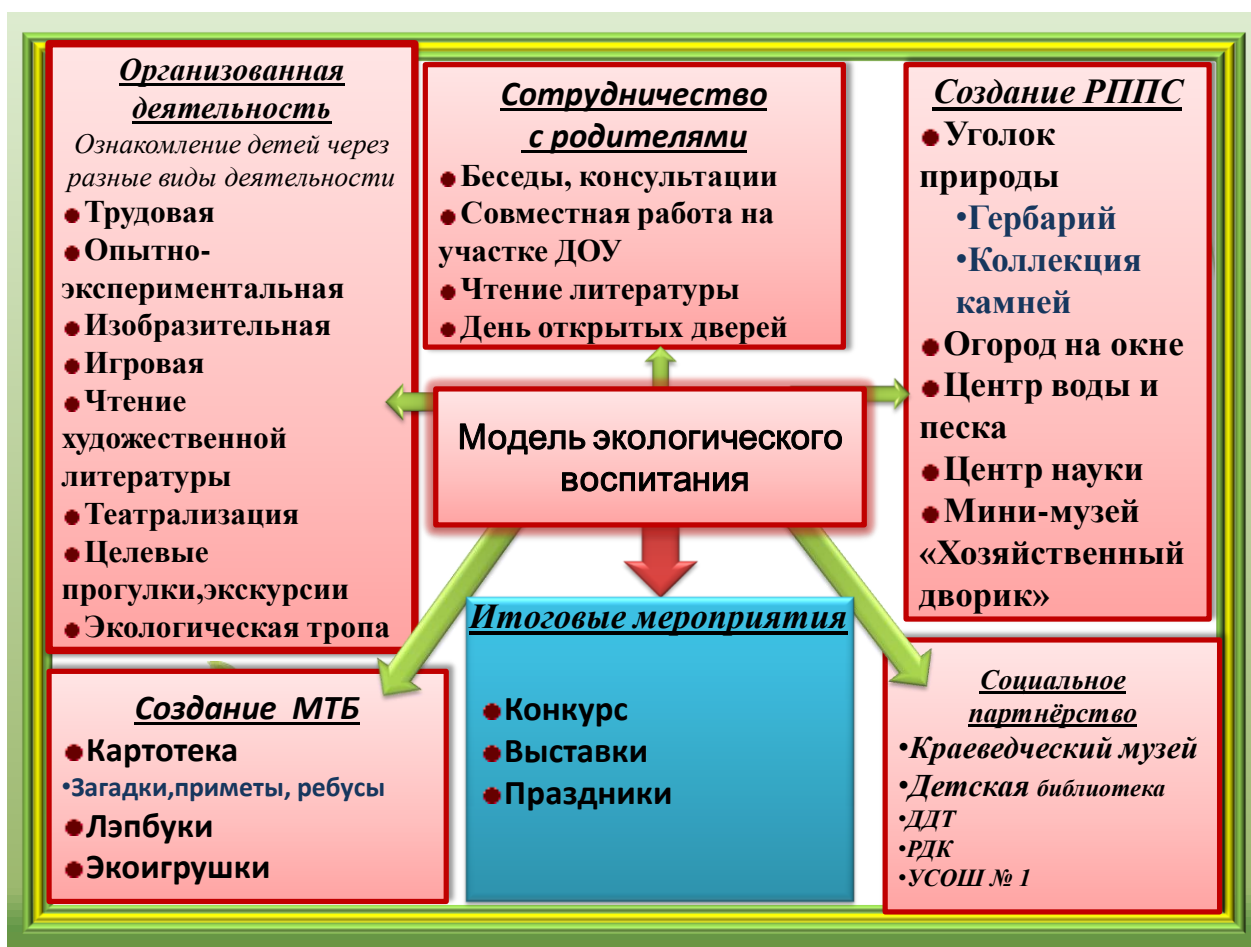 Организованная
деятельность
Ознакомление детей через
разные виды деятельности
Трудовая
Опытно-
экспериментальная
Изобразительная
Игровая
Чтение
художественной
литературы
Театрализация
Целевые
прогулки,экскурсии
Экологическая тропа
Сотрудничество
с родителями
Беседы, консультации
Совместная работа на
участке ДОУ
Чтение литературы
День открытых дверей
Создание РППС
Уголок
природы
•Гербарий
•Коллекция
камней
Огород на окне
Центр воды и
песка
Центр науки
Мини-музей
«Хозяйственный
дворик»
Модель экологического
воспитания
Создание МТБ
Картотека
•Загадки,приметы, ребусы
Лэпбуки
Экоигрушки
Итоговые мероприятия
Конкурс
Выставки
Праздники
Социальное
партнёрство
•Краеведческий музей
•Детская библиотека
•ДДТ
•РДК
•УСОШ № 1